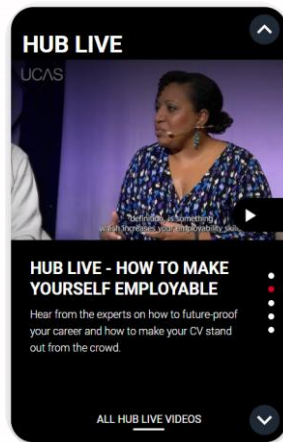 HUB LIVE
UCAS
"definition, is something
which increases your employability skills
HUB LIVE - HOW TO MAKE
YOURSELF EMPLOYABLE
Hear from the experts on how to future-proof
your career and how to make your CV stand
out from the crowd.
ALL HUB LIVE VIDEOS